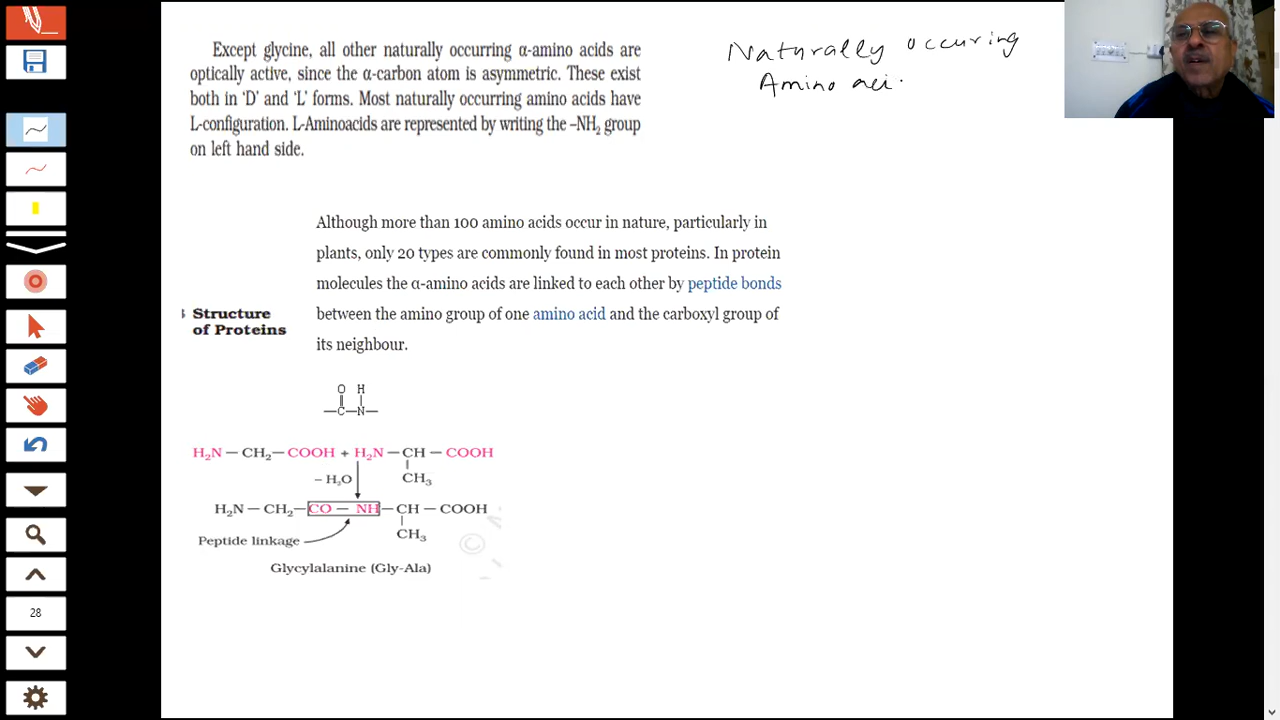 Except glycine, all other naturally occurring α-amino acids are
optically active, since the α-carbon atom is asymmetric. These exist
both in ‘D’ and ‘L’ forms. Most naturally occurring amino acids have
L-configuration. L-Aminoacids are represented by writing the –NH₂ group
on left hand side.
Naturally occuring
Amino aci
Although more than 100 amino acids occur in nature, particularly in
plants, only 20 types are commonly found in most proteins. In protein
molecules the α-amino acids are linked to each other by peptide bonds
between the amino group of one amino acid and the carboxyl group of
its neighbour.
Structure
of Proteins
O H
—C—N—
H₂N — CH₂— COOH + H₂N — CH — COOH
– H₂O
CH₃
H₂N — CH₂— CO — NH — CH — COOH
CH₃
Peptide linkage
Glycylalanine (Gly-Ala)
©
28